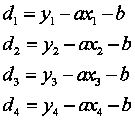 d₁ = y₁ − ax₁ − b
d₂ = y₂ − ax₂ − b
d₃ = y₃ − ax₃ − b
d₄ = y₄ − ax₄ − b